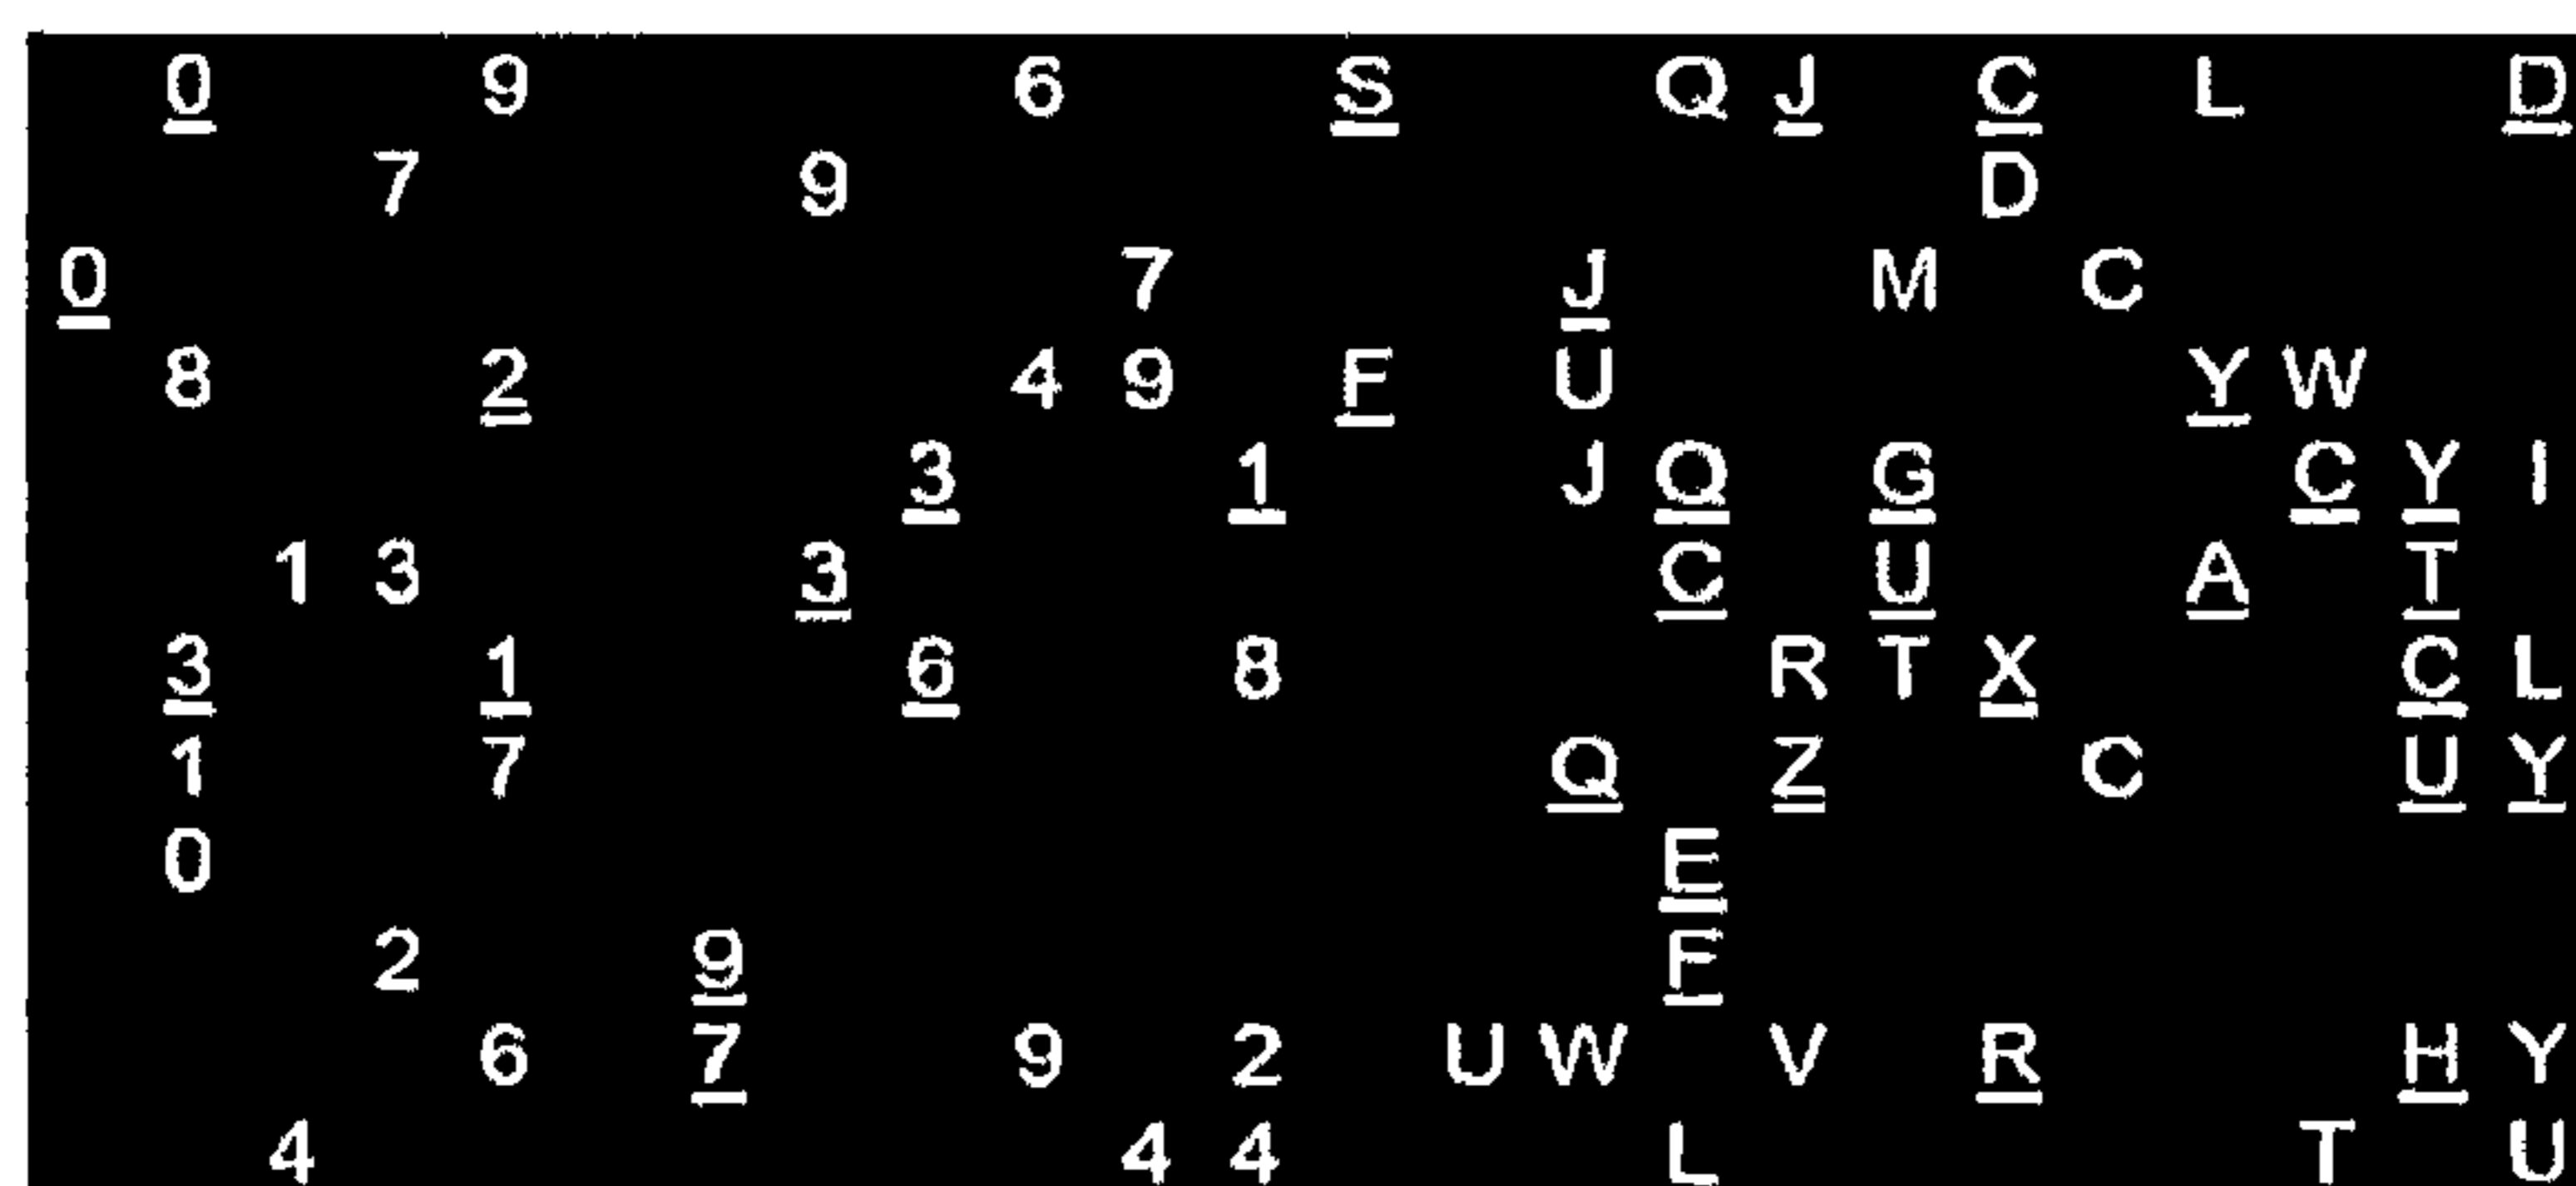 0 9 6 S Q J C L D
7 9 D
0 7 J M C
8 2 4 9 F U Y W
3 1 J Q G C Y I
1 3 3 C U A T
3 1 6 8 R T X C L
1 7 Q Z C U Y
0 E
2 9 F
6 7 9 2 U W V R H Y
4 4 4 L T U